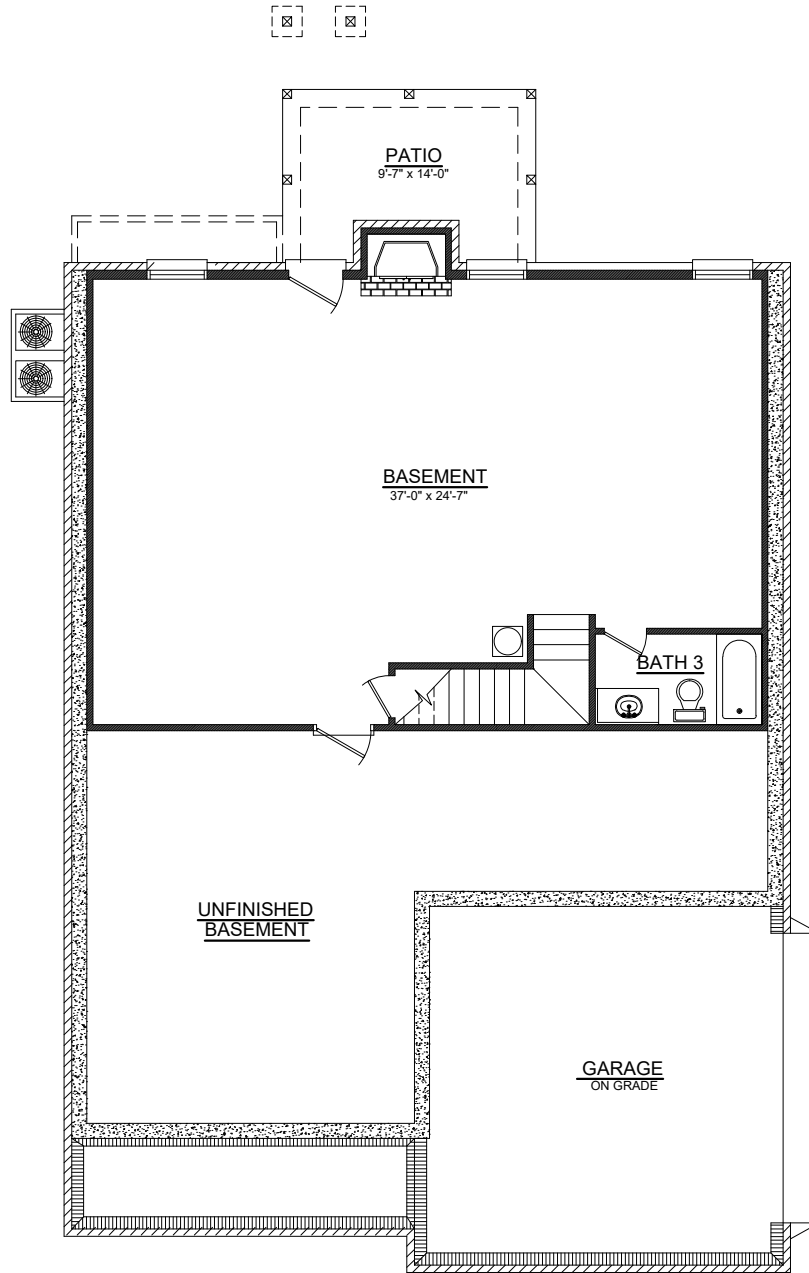 PATIO
9'-7" x 14'-0"
BASEMENT
37'-0" x 24'-7"
BATH 3
UNFINISHED
BASEMENT
GARAGE
ON GRADE